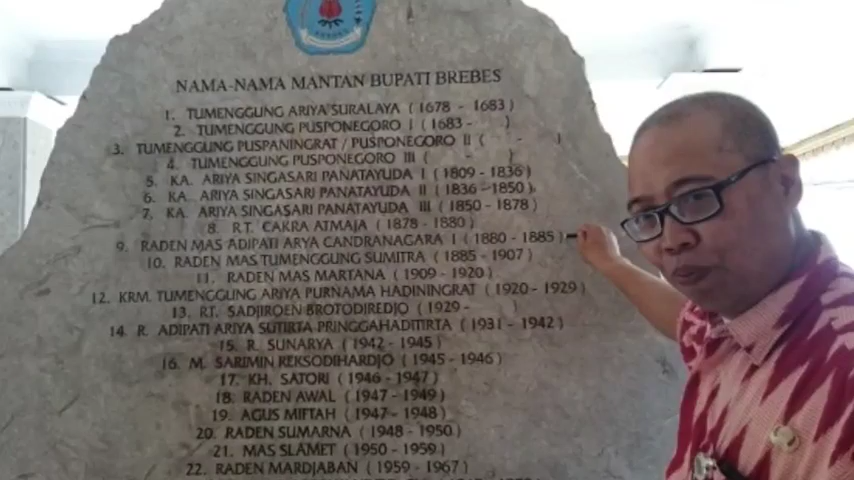 BREBES
NAMA-NAMA MANTAN BUPATI BREBES
1. TUMENGGUNG ARIYA SURALAYA ( 1678 - 1683 )
2. TUMENGGUNG PUSPONEGORO I ( 1683 - )
3. TUMENGGUNG PUSPANINGRAT / PUSPONEGORO II ( - )
4. TUMENGGUNG PUSPONEGORO III ( - )
5. KA. ARIYA SINGASARI PANATAYUDA I ( 1809 - 1836 )
6. KA. ARIYA SINGASARI PANATAYUDA II ( 1836 - 1850 )
7. KA. ARIYA SINGASARI PANATAYUDA III ( 1850 - 1878 )
8. R.T. CAKRA ATMAJA ( 1878 - 1880 )
9. RADEN MAS ADIPATI ARYA CANDRANAGARA I ( 1880 - 1885 )
10. RADEN MAS TUMENGGUNG SUMITRA ( 1885 - 1907 )
11. RADEN MAS MARTANA ( 1909 - 1920 )
12. KRM. TUMENGGUNG ARIYA PURNAMA HADININGRAT ( 1920 - 1929 )
13. RT. SADJIROEN BROTODIREDJO ( 1929 - )
14. R. ADIPATI ARIYA SUTIRTA PRINGGAHADITIRTA ( 1931 - 1942 )
15. R. SUNARYA ( 1942 - 1945 )
16. M. SARIMIN REKSODIHARDJO ( 1945 - 1946 )
17. KH. SATORI ( 1946 - 1947 )
18. RADEN AWAL ( 1947 - 1949 )
19. AGUS MIFTAH ( 1947 - 1948 )
20. RADEN SUMARNA ( 1948 - 1950 )
21. MAS SLAMET ( 1950 - 1959 )
22. RADEN MARDJABAN ( 1959 - 1967 )